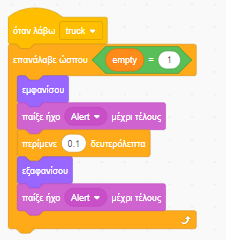 όταν λάβω truck
επανάλαβε ώσπου empty = 1
εμφανίσου
παίξε ήχο Alert μέχρι τέλους
περίμενε 0.1 δευτερόλεπτα
εξαφανίσου
παίξε ήχο Alert μέχρι τέλους